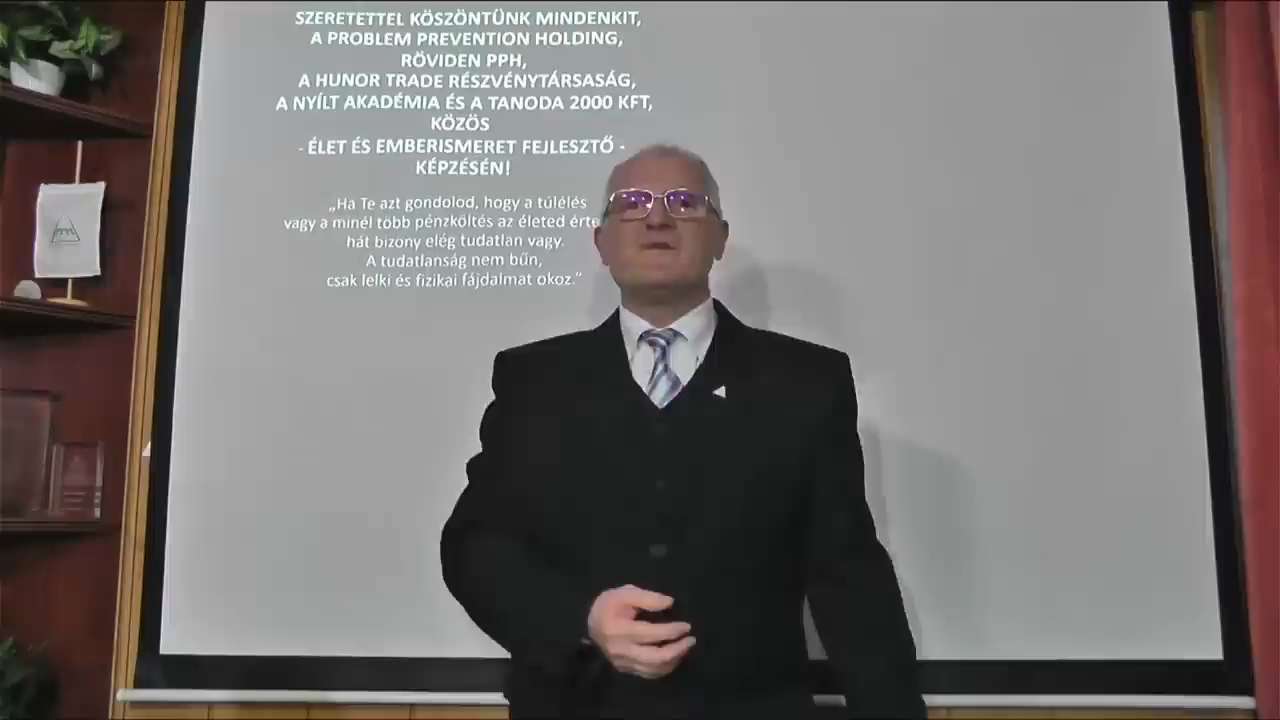 SZERETETTEL KÖSZÖNTÜNK MINDENKIT,
A PROBLEM PREVENTION HOLDING,
RÖVIDEN PPH,
A HUNOR TRADE RÉSZVÉNYTÁRSASÁG,
A NYÍLT AKADÉMIA ÉS A TANODA 2000 KFT,
KÖZÖS
- ÉLET ÉS EMBERISMERET FEJLESZTŐ -
KÉPZÉSÉN!
„Ha Te azt gondolod, hogy a túlélés
vagy a minél több pénzköltés az életed
hát bizony elég tudatlan vagy.
A tudatlanság nem bűn,
csak lelki és fizikai fájdalmat okoz."